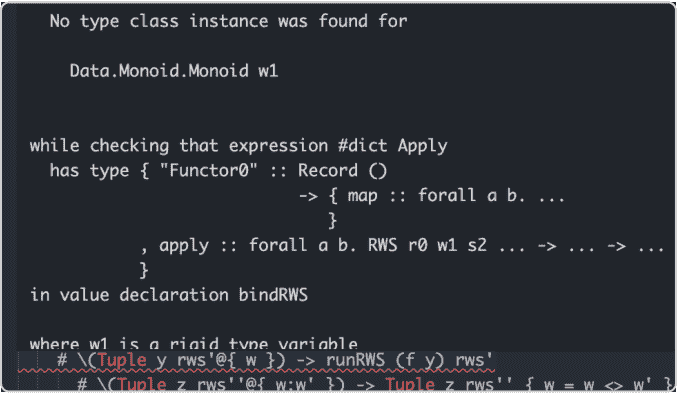 No type class instance was found for
Data.Monoid.Monoid w1
while checking that expression #dict Apply
has type { "Functor0" :: Record ()
-> { map :: forall a b. ...
}
, apply :: forall a b. RWS r0 w1 s2 ... -> ... -> ...
}
in value declaration bindRWS
where w1 is a rigid type variable
# \(Tuple y rws'@{ w }) -> runRWS (f y) rws'
# \(Tuple z rws''@{ w:w' }) -> Tuple z rws'' { w = w <> w' }